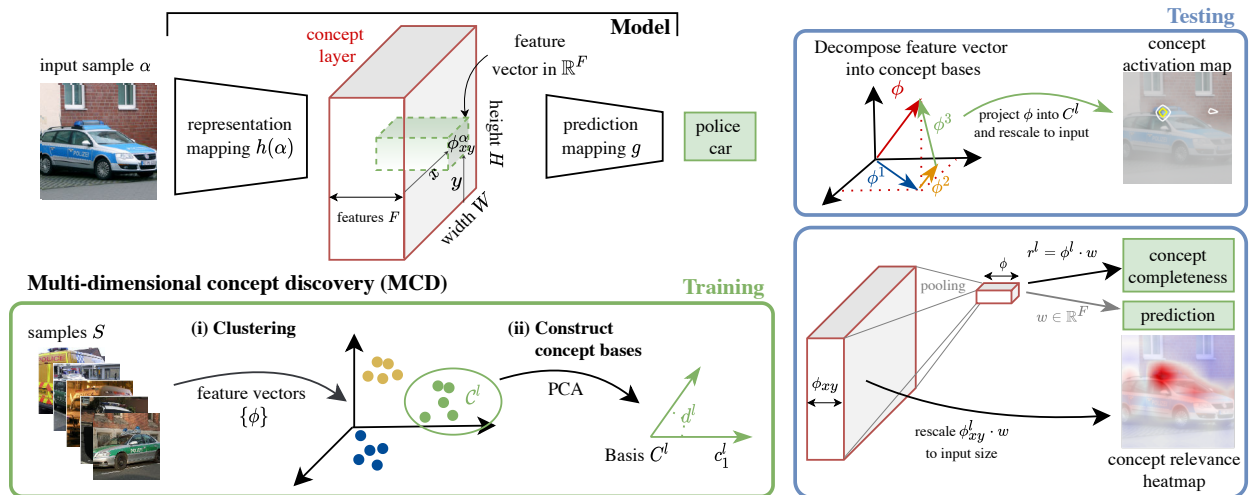 Model
concept
layer
input sample α
representation
mapping h(α)
feature
vector in ℝ^F
ϕ^α_xy
x
y
height H
width W
features F
prediction
mapping g
police
car
Multi-dimensional concept discovery (MCD)
Training
samples S
(i) Clustering
feature vectors
{ϕ}
C^l
(ii) Construct
concept bases
PCA
d^l
Basis C^l
c^l_1
Testing
Decompose feature vector
into concept bases
ϕ
ϕ^1
ϕ^2
ϕ^3
project ϕ into C^l
and rescale to input
concept
activation map
pooling
ϕ
r^l = ϕ^l · w
concept
completeness
w ∈ ℝ^F
prediction
ϕ_xy
rescale ϕ^l_xy · w
to input size
concept relevance
heatmap